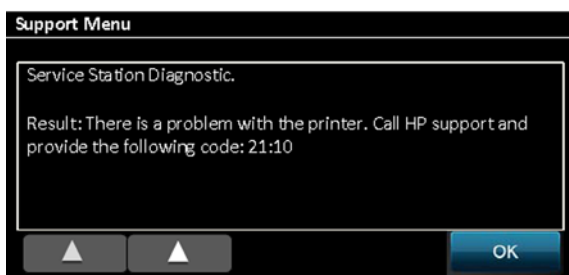 Support Menu
Service Station Diagnostic.
Result: There is a problem with the printer. Call HP support and
provide the following code: 21:10
OK